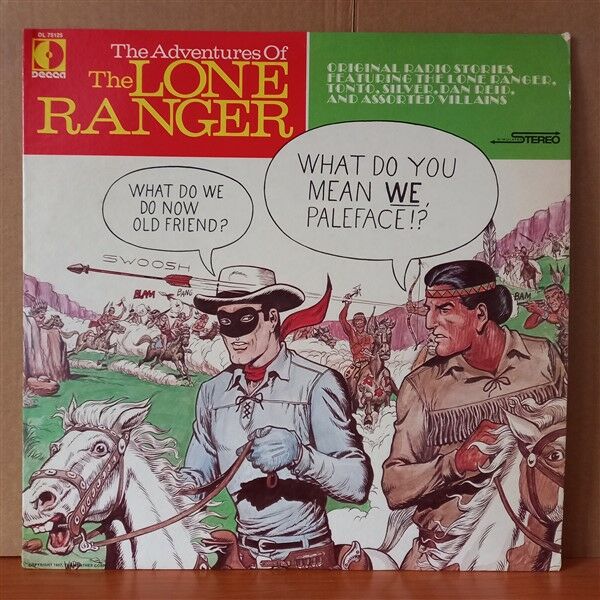 DL 75125
DECCA
The Adventures Of
The LONE
RANGER
ORIGINAL RADIO STORIES
FEATURING THE LONE RANGER,
TONTO, SILVER, DAN REID,
AND ASSORTED VILLAINS
STEREO
WHAT DO WE
DO NOW
OLD FRIEND?
WHAT DO YOU
MEAN WE,
PALEFACE!?
SWOOSH
BLAM
BANG
BAM